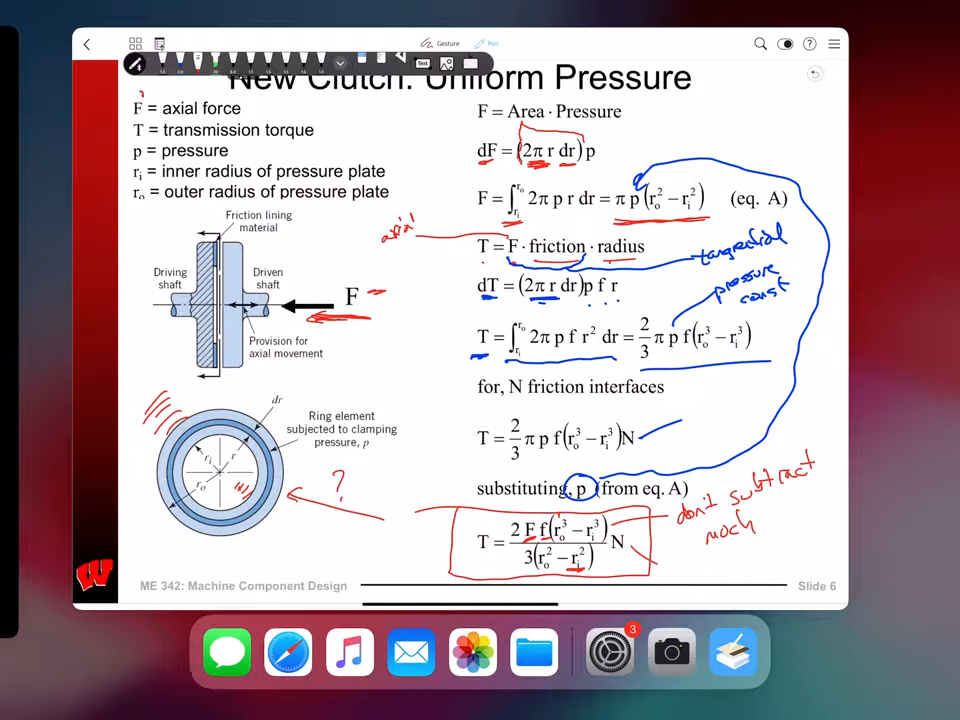 Gesture
Pen
Text
New Clutch: Uniform Pressure
F = axial force
T = transmission torque
p = pressure
rᵢ = inner radius of pressure plate
rₒ = outer radius of pressure plate
Friction lining
material
Driving
shaft
Driven
shaft
F
Provision for
axial movement
dr
Ring element
subjected to clamping
pressure, p
rᵢ
r
rₒ
?
F = Area · Pressure
dF = (2π r dr) p
F = ∫_{rᵢ}^{rₒ} 2π p r dr = π p(rₒ² − rᵢ²) (eq. A)
axial
T = F · friction · radius
tangential
dT = (2π r dr)p f r
pressure
const
T = ∫_{rᵢ}^{rₒ} 2π p f r² dr = 2/3 π p f(rₒ³ − rᵢ³)
for, N friction interfaces
T = 2/3 π p f(rₒ³ − rᵢ³)N
substituting, p (from eq. A)
T = 2 F f(rₒ³ − rᵢ³) / 3(rₒ² − rᵢ²) N
don't subtract
much
W
ME 342: Machine Component Design
Slide 6
3